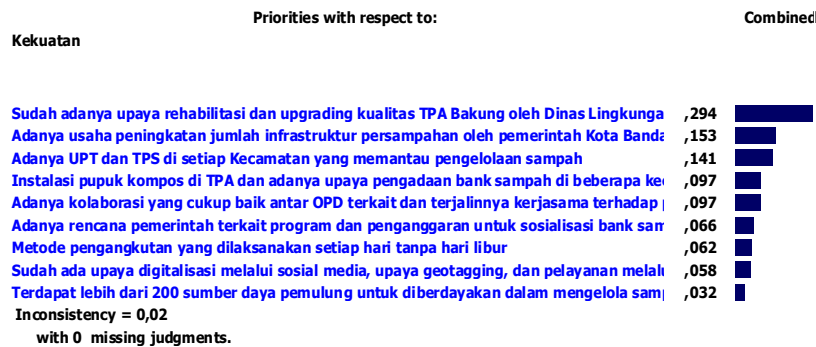 Priorities with respect to: Combined
Kekuatan
Sudah adanya upaya rehabilitasi dan upgrading kualitas TPA Bakung oleh Dinas Lingkunga ,294
Adanya usaha peningkatan jumlah infrastruktur persampahan oleh pemerintah Kota Banda ,153
Adanya UPT dan TPS di setiap Kecamatan yang memantau pengelolaan sampah ,141
Instalasi pupuk kompos di TPA dan adanya upaya pengadaan bank sampah di beberapa ke ,097
Adanya kolaborasi yang cukup baik antar OPD terkait dan terjalinnya kerjasama terhadap ,097
Adanya rencana pemerintah terkait program dan penganggaran untuk sosialisasi bank sam ,066
Metode pengangkutan yang dilaksanakan setiap hari tanpa hari libur ,062
Sudah ada upaya digitalisasi melalui sosial media, upaya geotagging, dan pelayanan melal ,058
Terdapat lebih dari 200 sumber daya pemulung untuk diberdayakan dalam mengelola sam ,032
Inconsistency = 0,02
with 0 missing judgments.